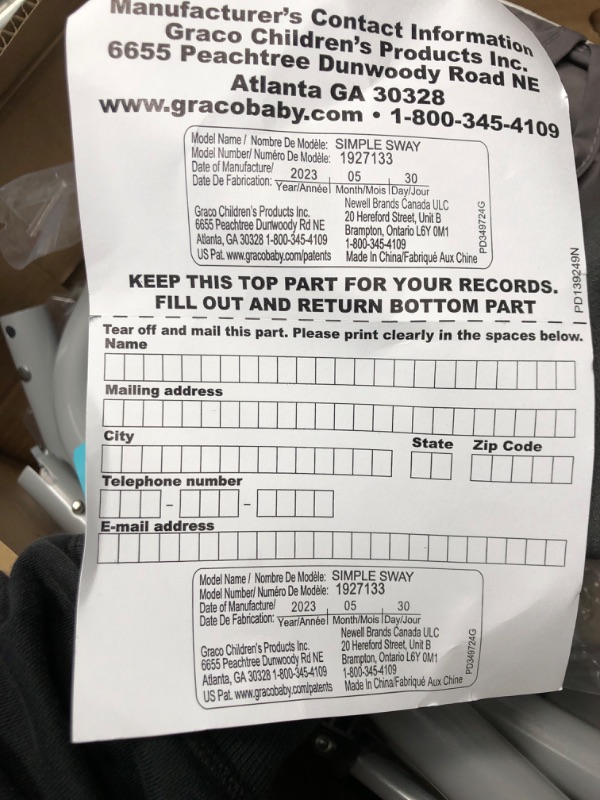 Manufacturer's Contact Information
Graco Children's Products Inc.
6655 Peachtree Dunwoody Road NE
Atlanta GA 30328
www.gracobaby.com • 1-800-345-4109
Model Name / Nombre De Modèle: SIMPLE SWAY
Model Number/ Numéro De Modèle: 1927133
Date of Manufacture/ 2023 05 30
Date De Fabrication: Year/Année Month/Mois Day/Jour
Graco Children's Products Inc.
6655 Peachtree Dunwoody Rd NE
Atlanta, GA 30328 1-800-345-4109
US Pat. www.gracobaby.com/patents
Newell Brands Canada ULC
20 Hereford Street, Unit B
Brampton, Ontario L6Y 0M1
1-800-345-4109
Made In China/Fabriqué Aux Chine
PD349724G
PD139249N
KEEP THIS TOP PART FOR YOUR RECORDS.
FILL OUT AND RETURN BOTTOM PART
Tear off and mail this part. Please print clearly in the spaces below.
Name
Mailing address
City State Zip Code
Telephone number
E-mail address
Model Name / Nombre De Modèle: SIMPLE SWAY
Model Number/ Numéro De Modèle: 1927133
Date of Manufacture/ 2023 05 30
Date De Fabrication: Year/Année Month/Mois Day/Jour
Graco Children's Products Inc.
6655 Peachtree Dunwoody Rd NE
Atlanta, GA 30328 1-800-345-4109
US Pat. www.gracobaby.com/patents
Newell Brands Canada ULC
20 Hereford Street, Unit B
Brampton, Ontario L6Y 0M1
1-800-345-4109
Made In China/Fabriqué Aux Chine
PD349724G